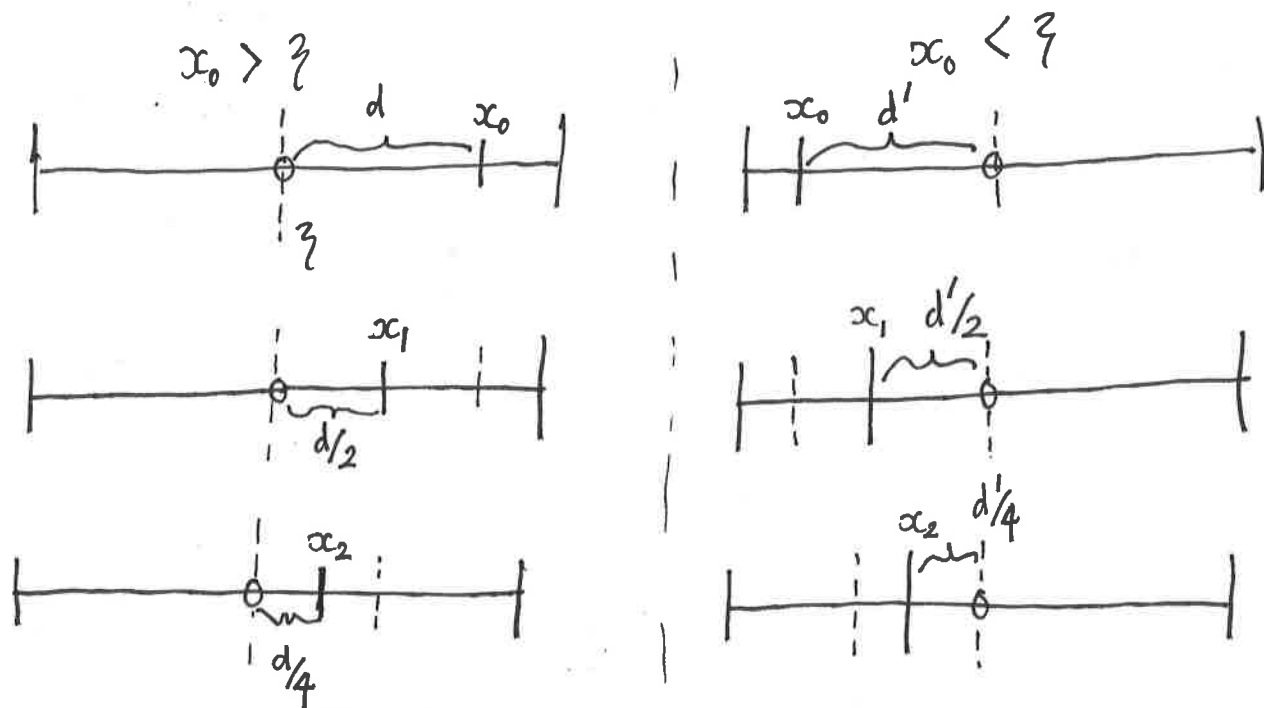 x₀ > ξ
d
x₀
ξ
x₁
d/2
x₂
d/4
x₀ < ξ
x₀ d'
x₁ d'/2
x₂ d'/4